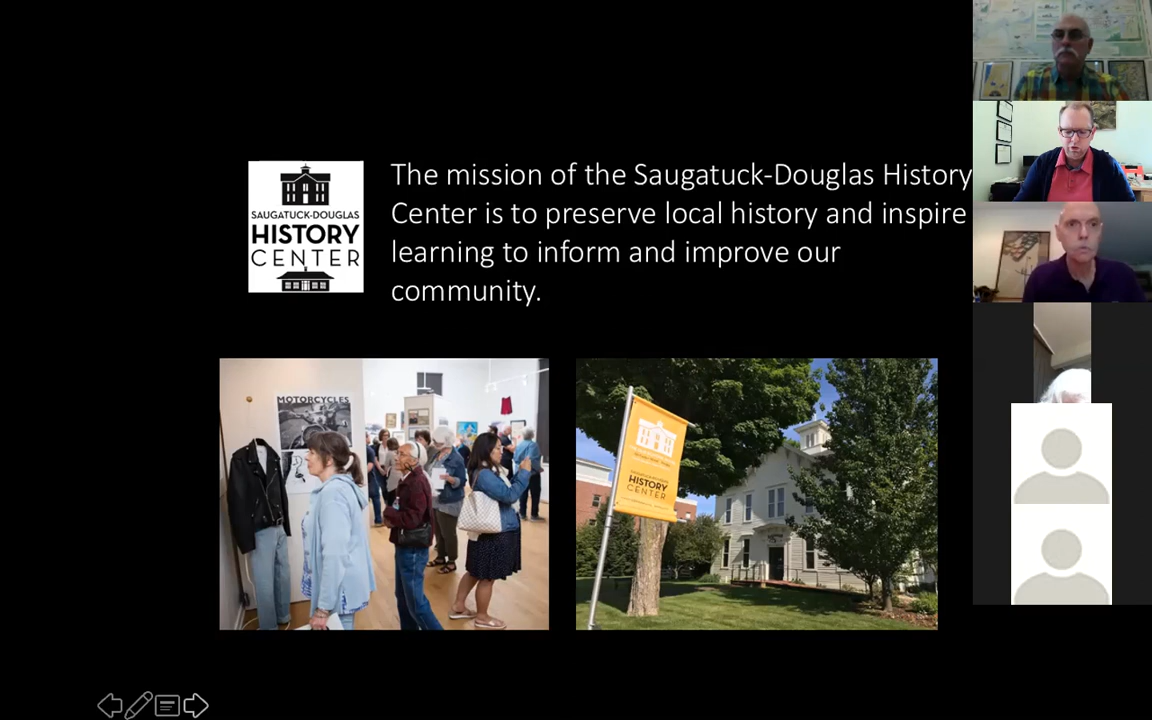 The mission of the Saugatuck-Douglas History
Center is to preserve local history and inspire
learning to inform and improve our
community.
SAUGATUCK-DOUGLAS
HISTORY
CENTER
MOTORCYCLES
HISTORY
CENTER